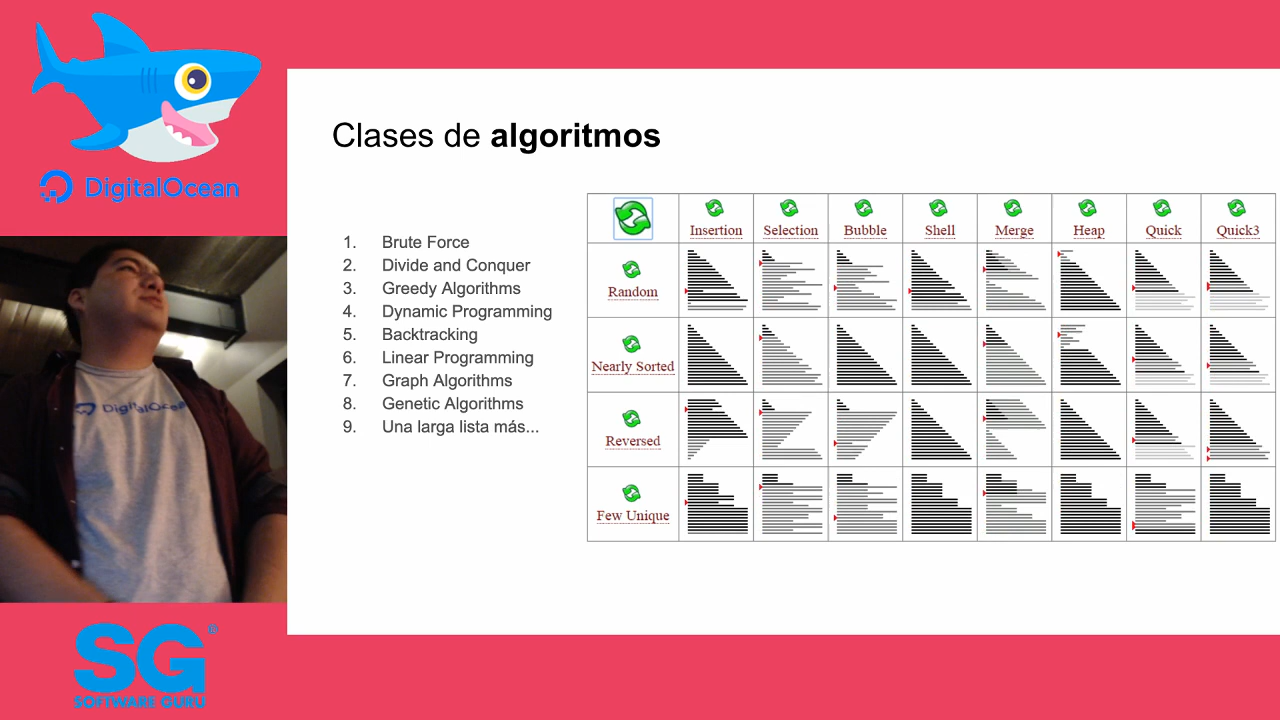 DigitalOcean
Clases de algoritmos
1. Brute Force
2. Divide and Conquer
3. Greedy Algorithms
4. Dynamic Programming
5. Backtracking
6. Linear Programming
7. Graph Algorithms
8. Genetic Algorithms
9. Una larga lista más...
Insertion Selection Bubble Shell Merge Heap Quick Quick3
Random
Nearly Sorted
Reversed
Few Unique
DigitalOcean
SG®
SOFTWARE GURU